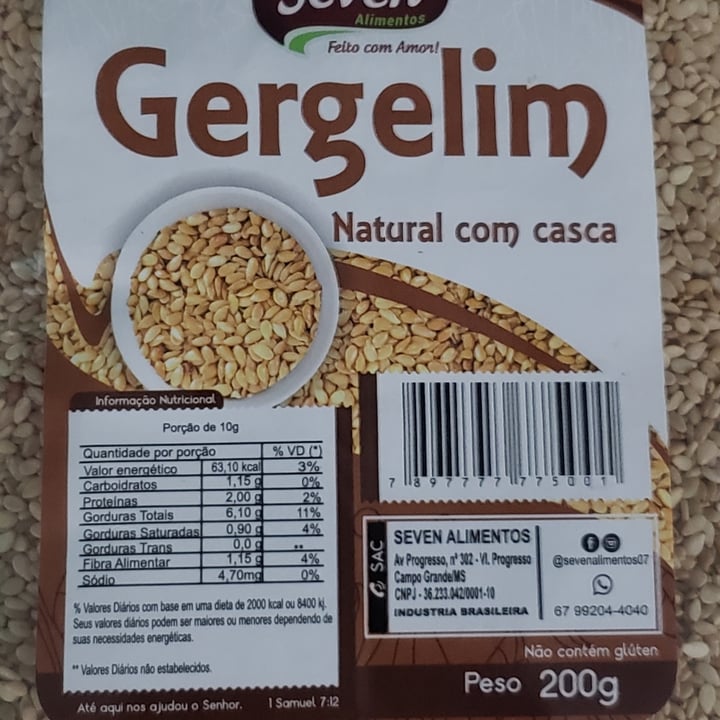 Seven
Alimentos
Feito com Amor!
Gergelim
Natural com casca
Informação Nutricional
Porção de 10g
Quantidade por porção % VD (*)
Valor energético 63,10 kcal 3%
Carboidratos 1,15 g 0%
Proteínas 2,00 g 2%
Gorduras Totais 6,10 g 11%
Gorduras Saturadas 0,90 g 4%
Gorduras Trans 0,0 g **
Fibra Alimentar 1,15 g 4%
Sódio 4,70mg 0%
% Valores Diários com base em uma dieta de 2000 kcal ou 8400 kj.
Seus valores diários podem ser maiores ou menores dependendo de
suas necessidades energéticas.
** Valores Diários não estabelecidos.
Até aqui nos ajudou o Senhor. 1 Samuel 7:12
7 897777 775001
SAC
SEVEN ALIMENTOS
Av Progresso, nº 302 - Vl. Progresso
Campo Grande/MS
CNPJ - 36.233.042/0001-10
INDUSTRIA BRASILEIRA
@sevenalimentos07
67 99204-4040
Não contém glúten
Peso 200g